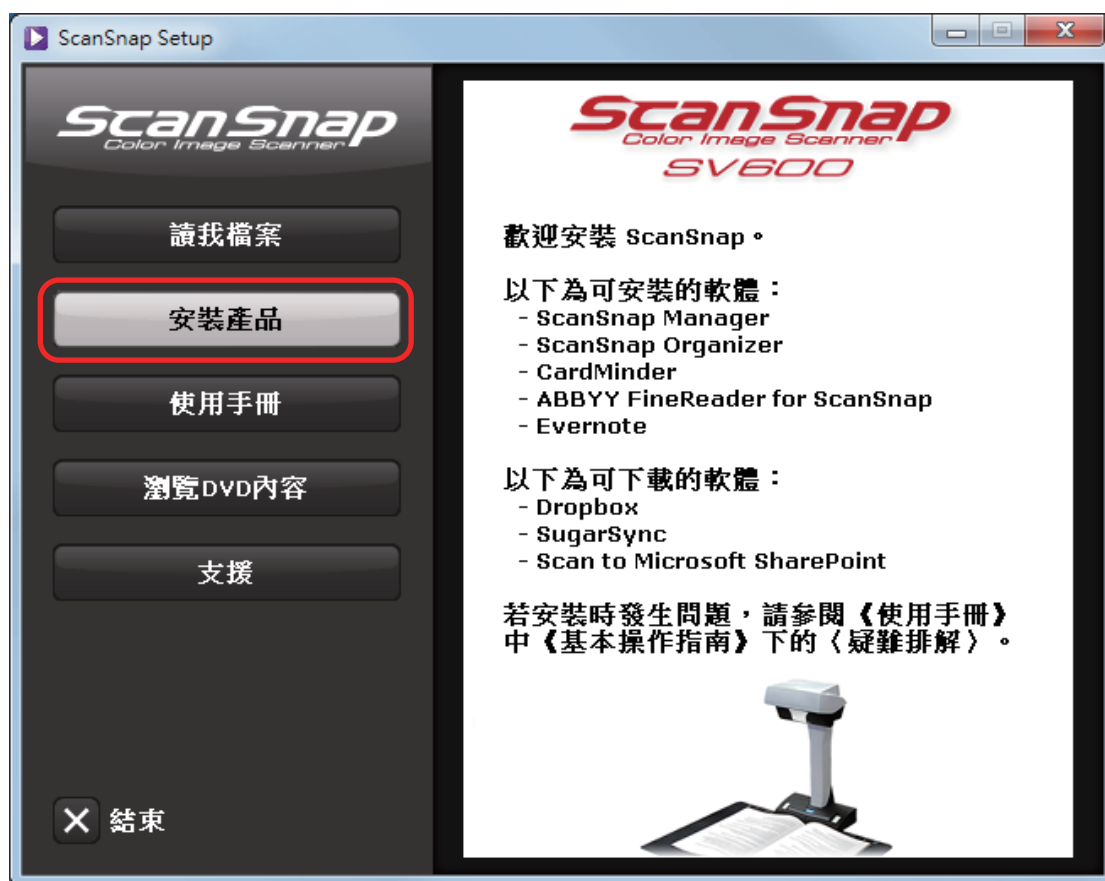 ScanSnap Setup
ScanSnap
Color Image Scanner
讀我檔案
安裝產品
使用手冊
瀏覽DVD內容
支援
結束
ScanSnap
Color Image Scanner
SV600
歡迎安裝 ScanSnap。
以下為可安裝的軟體：
- ScanSnap Manager
- ScanSnap Organizer
- CardMinder
- ABBYY FineReader for ScanSnap
- Evernote
以下為可下載的軟體：
- Dropbox
- SugarSync
- Scan to Microsoft SharePoint
若安裝時發生問題，請參閱《使用手冊》
中《基本操作指南》下的〈疑難排解〉。